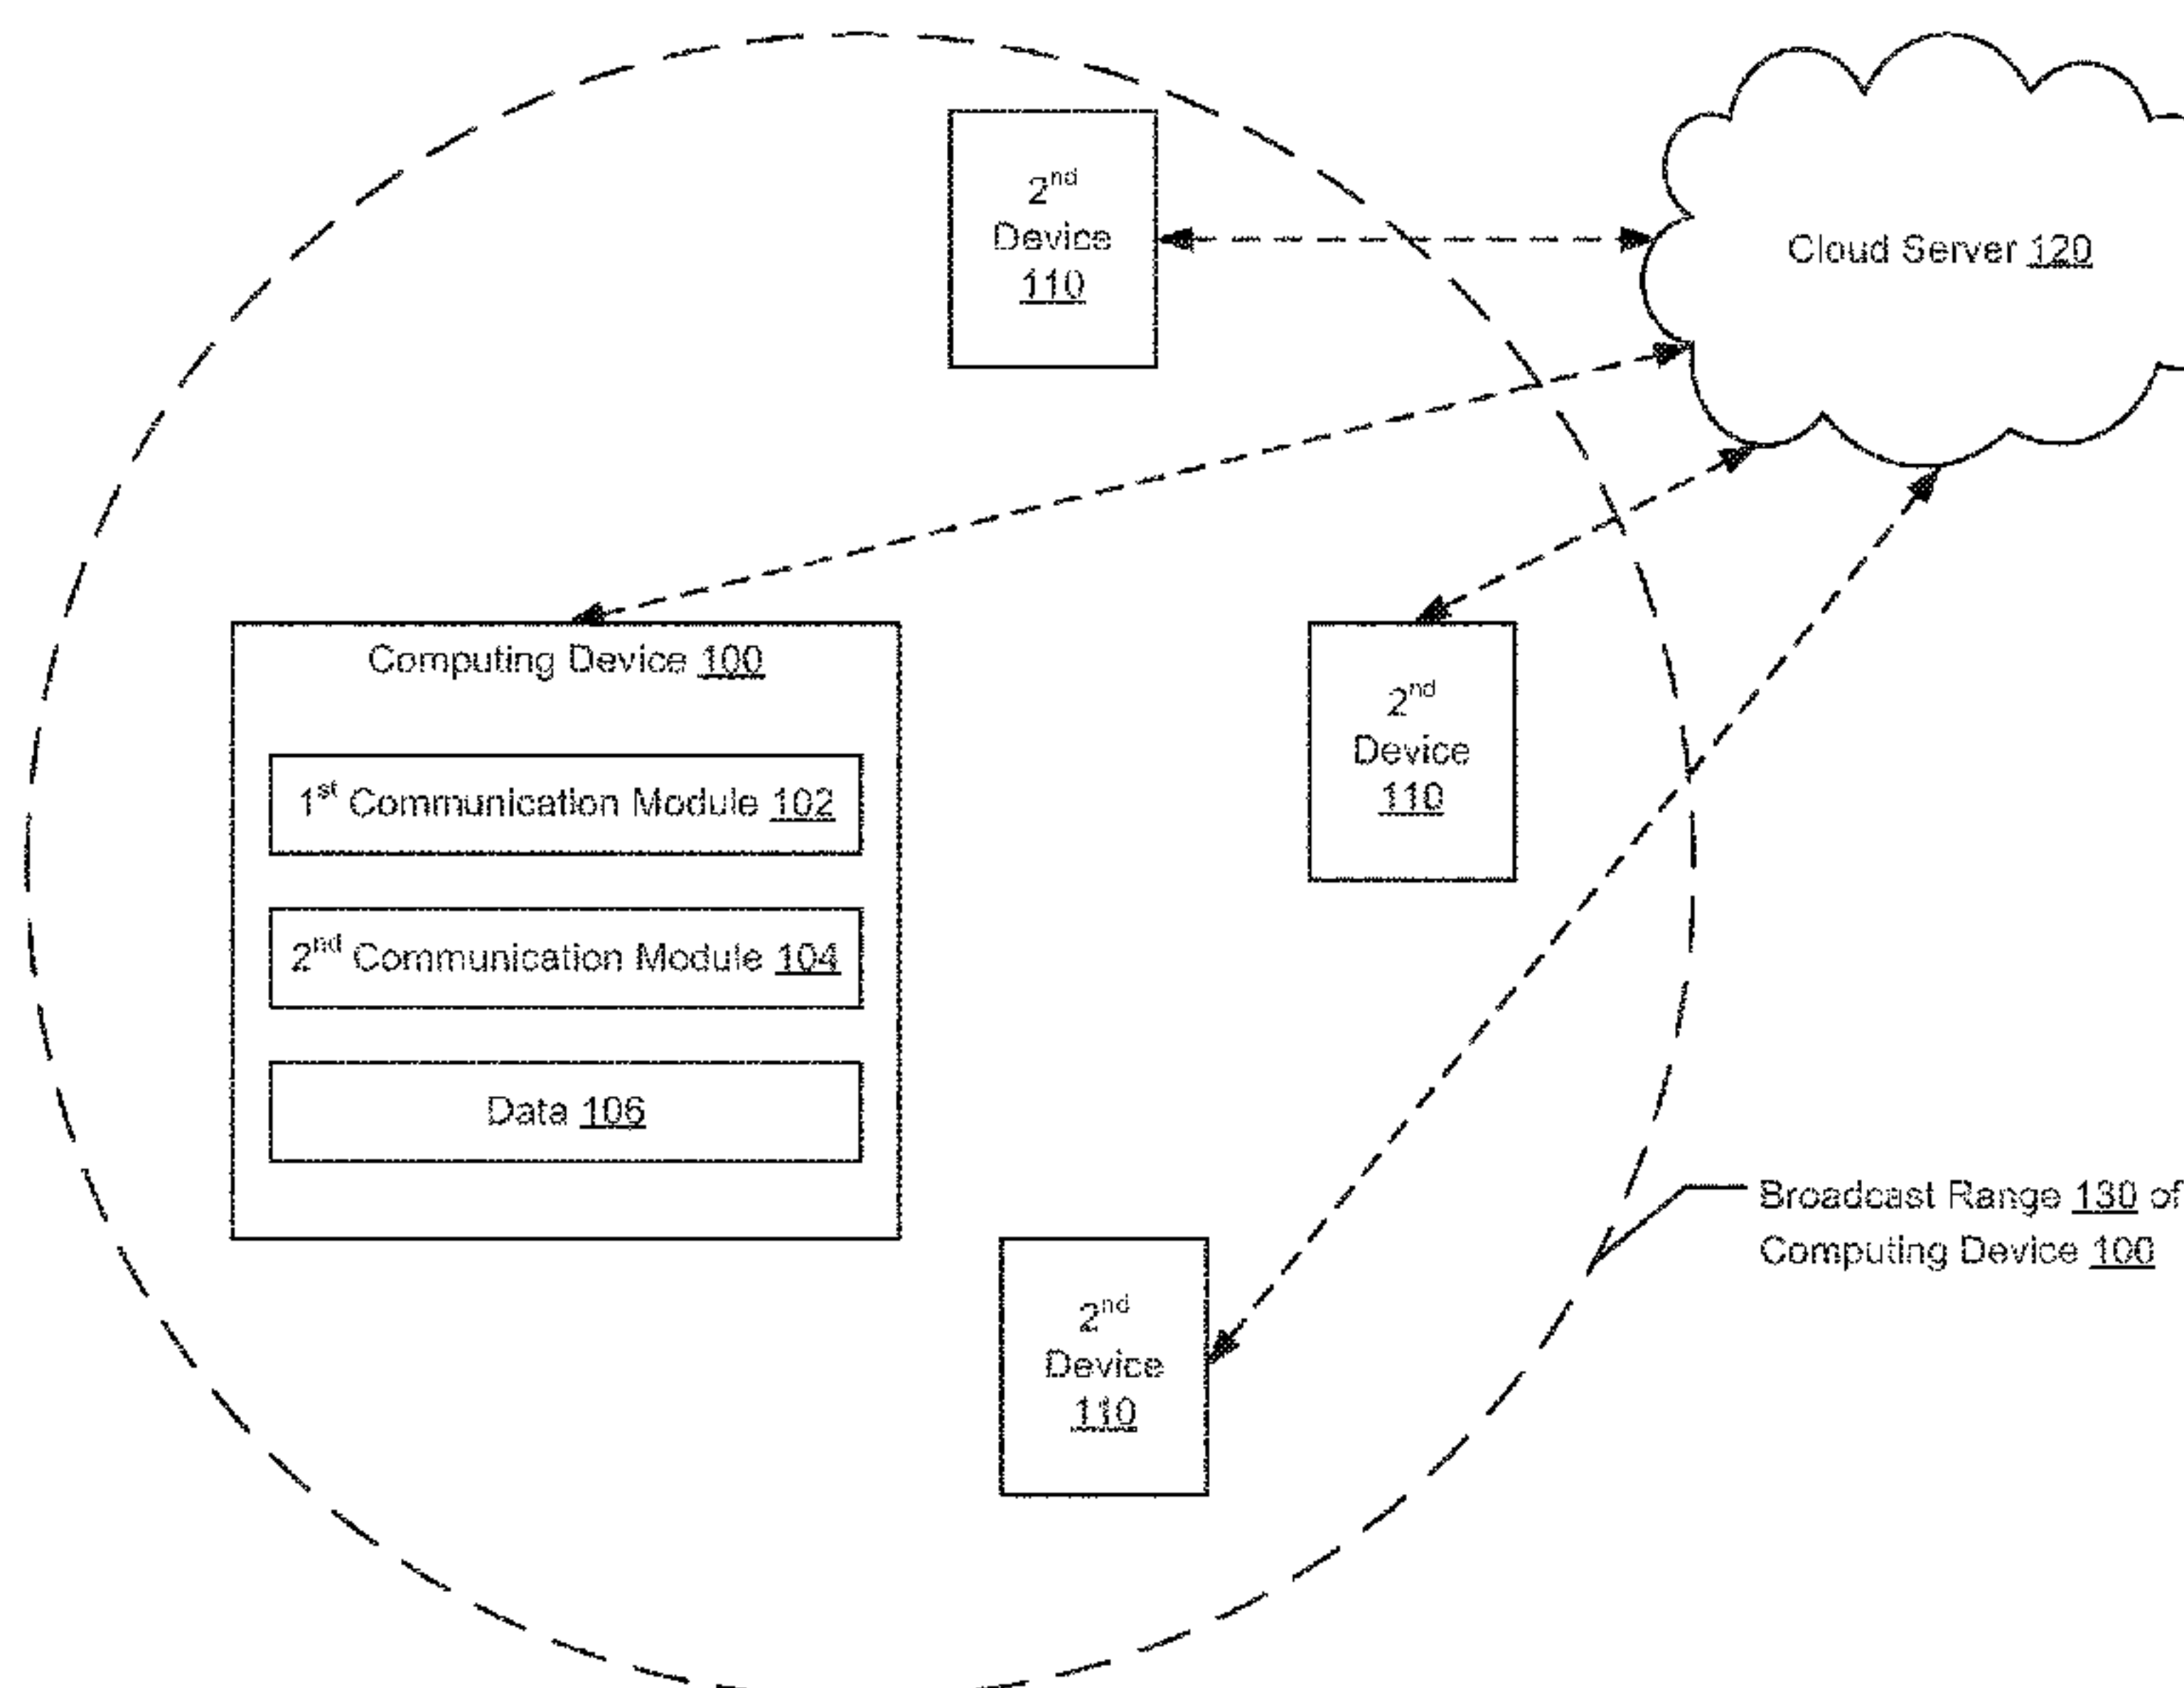 2nd
Device
110
Cloud Server 120
Computing Device 100
1st Communication Module 102
2nd Communication Module 104
Data 106
2nd
Device
110
2nd
Device
110
Broadcast Range 130 of
Computing Device 100